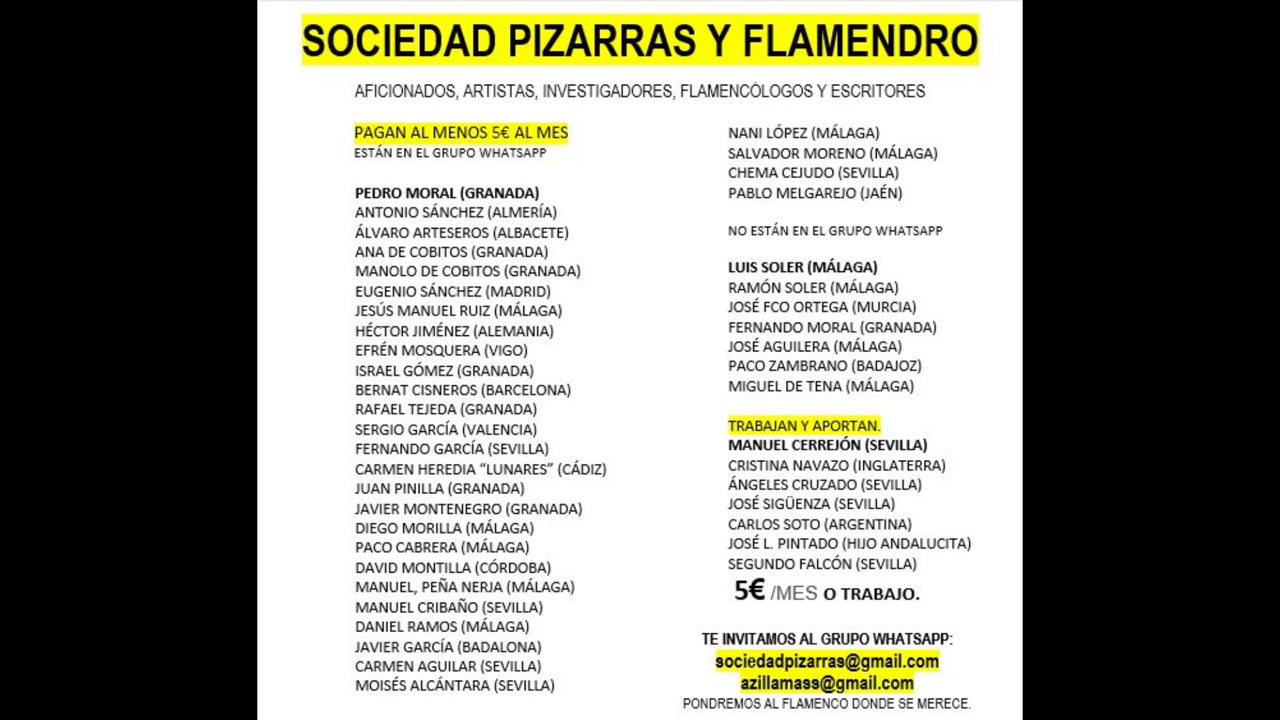 SOCIEDAD PIZARRAS Y FLAMENDRO
AFICIONADOS, ARTISTAS, INVESTIGADORES, FLAMENCÓLOGOS Y ESCRITORES
PAGAN AL MENOS 5€ AL MES
ESTÁN EN EL GRUPO WHATSAPP
PEDRO MORAL (GRANADA)
ANTONIO SÁNCHEZ (ALMERÍA)
ÁLVARO ARTESEROS (ALBACETE)
ANA DE COBITOS (GRANADA)
MANOLO DE COBITOS (GRANADA)
EUGENIO SÁNCHEZ (MADRID)
JESÚS MANUEL RUIZ (MÁLAGA)
HÉCTOR JIMÉNEZ (ALEMANIA)
EFRÉN MOSQUERA (VIGO)
ISRAEL GÓMEZ (GRANADA)
BERNAT CISNEROS (BARCELONA)
RAFAEL TEJEDA (GRANADA)
SERGIO GARCÍA (VALENCIA)
FERNANDO GARCÍA (SEVILLA)
CARMEN HEREDIA “LUNARES” (CÁDIZ)
JUAN PINILLA (GRANADA)
JAVIER MONTENEGRO (GRANADA)
DIEGO MORILLA (MÁLAGA)
PACO CABRERA (MÁLAGA)
DAVID MONTILLA (CÓRDOBA)
MANUEL, PEÑA NERJA (MÁLAGA)
MANUEL CRIBAÑO (SEVILLA)
DANIEL RAMOS (MÁLAGA)
JAVIER GARCÍA (BADALONA)
CARMEN AGUILAR (SEVILLA)
MOISÉS ALCÁNTARA (SEVILLA)
NANI LÓPEZ (MÁLAGA)
SALVADOR MORENO (MÁLAGA)
CHEMA CEJUDO (SEVILLA)
PABLO MELGAREJO (JAÉN)
NO ESTÁN EN EL GRUPO WHATSAPP
LUIS SOLER (MÁLAGA)
RAMÓN SOLER (MÁLAGA)
JOSÉ FCO ORTEGA (MURCIA)
FERNANDO MORAL (GRANADA)
JOSÉ AGUILERA (MÁLAGA)
PACO ZAMBRANO (BADAJOZ)
MIGUEL DE TENA (MÁLAGA)
TRABAJAN Y APORTAN.
MANUEL CERREJÓN (SEVILLA)
CRISTINA NAVAZO (INGLATERRA)
ÁNGELES CRUZADO (SEVILLA)
JOSÉ SIGÜENZA (SEVILLA)
CARLOS SOTO (ARGENTINA)
JOSÉ L. PINTADO (HIJO ANDALUCITA)
SEGUNDO FALCÓN (SEVILLA)
5€ /MES O TRABAJO.
TE INVITAMOS AL GRUPO WHATSAPP:
sociedadpizarras@gmail.com
azillamass@gmail.com
PONDREMOS AL FLAMENCO DONDE SE MERECE.